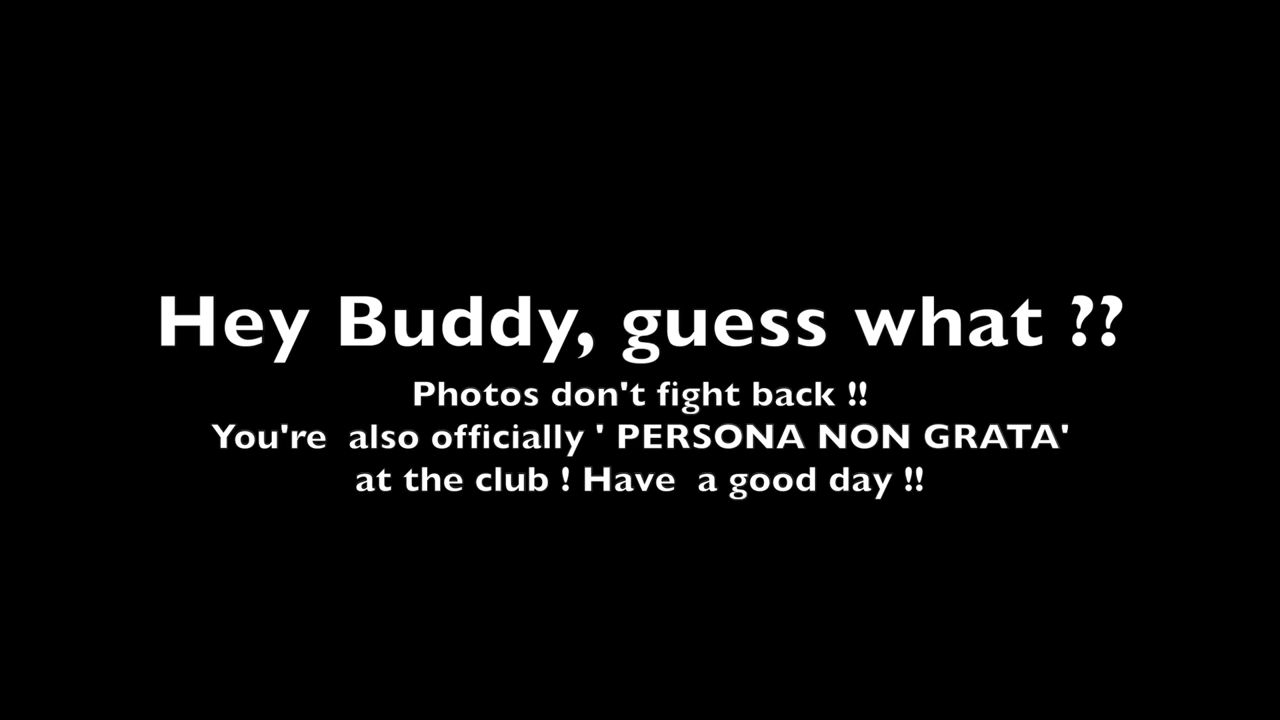 Hey Buddy, guess what ??
Photos don't fight back !!
You're  also officially ' PERSONA NON GRATA'
at the club ! Have  a good day !!